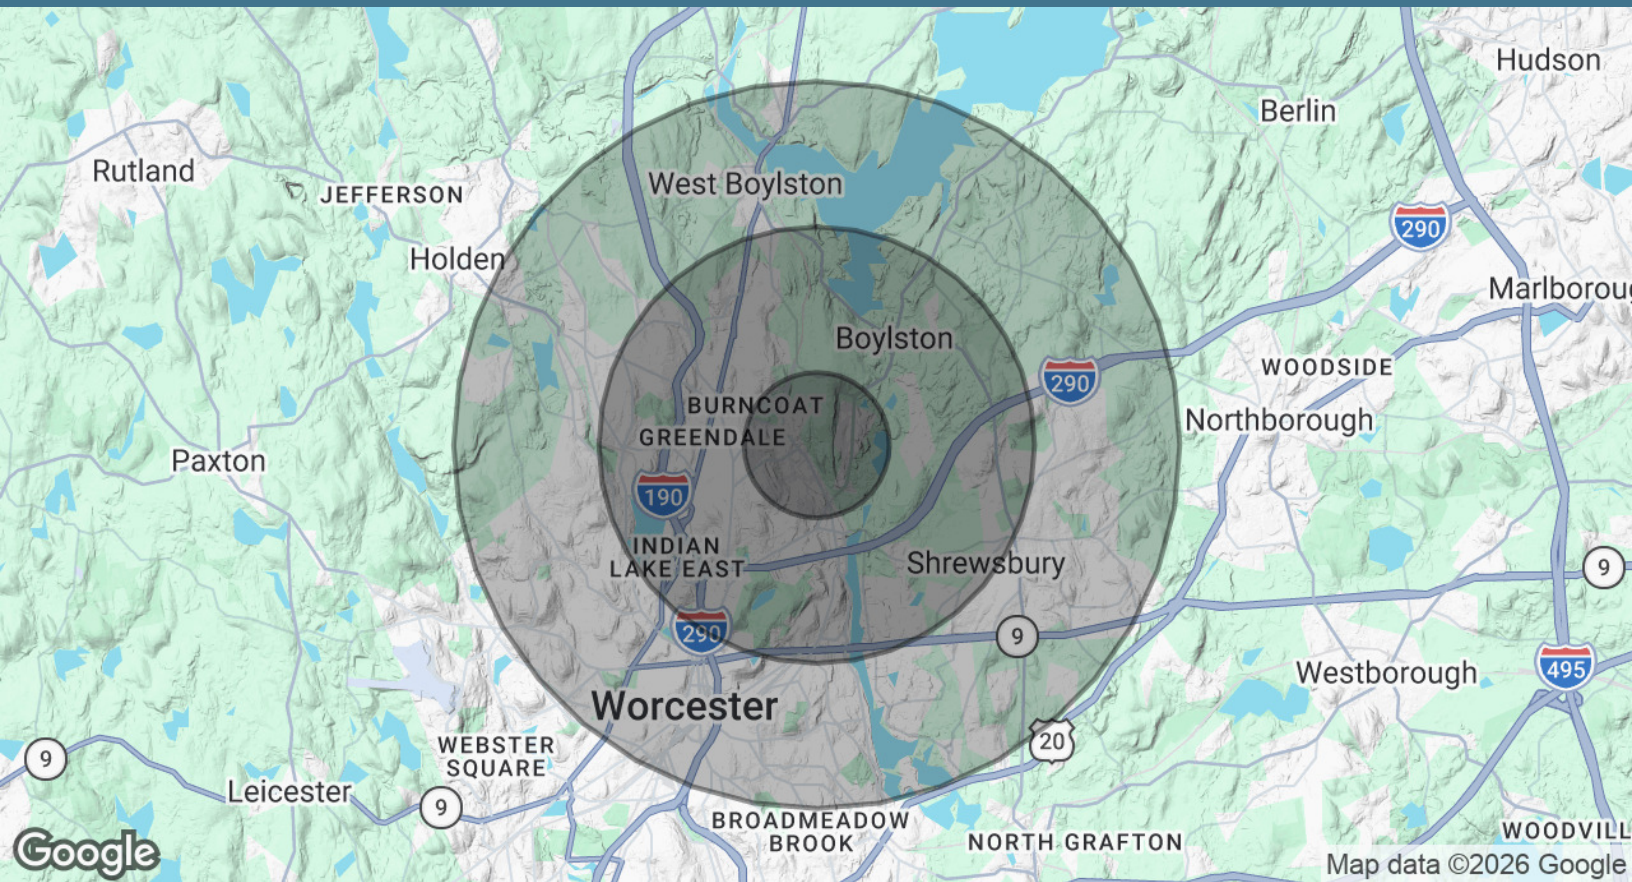 Hudson
Berlin
Rutland
JEFFERSON
West Boylston
290
Holden
Marlboroug
Boylston
290
WOODSIDE
BURNCOAT
Northborough
GREENDALE
Paxton
190
INDIAN
LAKE EAST
Shrewsbury
9
290
9
495
Westborough
Worcester
20
WEBSTER
SQUARE
9
Leicester
9
BROADMEADOW
BROOK
NORTH GRAFTON
WOODVILL
Google
Map data ©2026 Google